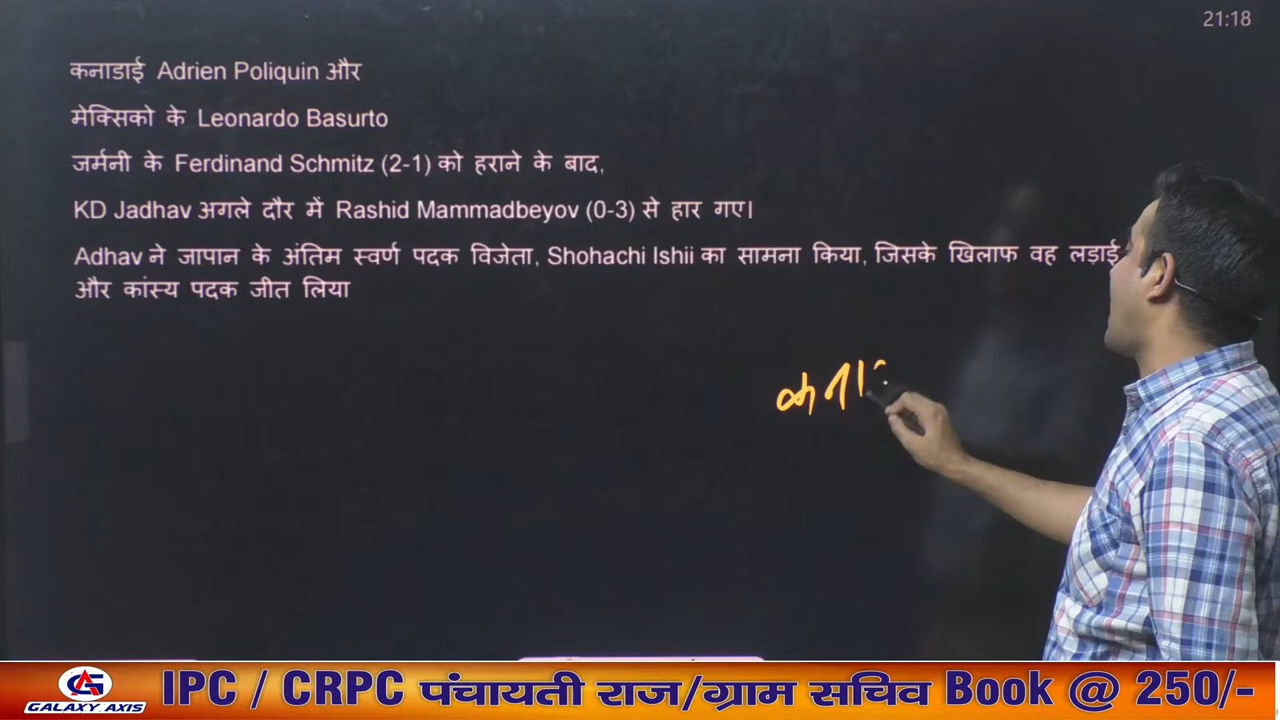 21:18
कनाडाई Adrien Poliquin और
मेक्सिको के Leonardo Basurto
जर्मनी के Ferdinand Schmitz (2-1) को हराने के बाद,
KD Jadhav अगले दौर में Rashid Mammadbeyov (0-3) से हार गए।
Adhav ने जापान के अंतिम स्वर्ण पदक विजेता, Shohachi Ishii का सामना किया, जिसके खिलाफ वह लड़ाई
और कांस्य पदक जीत लिया
कना
GALAXY AXIS
IPC / CRPC पंचायती राज/ग्राम सचिव Book @ 250/-